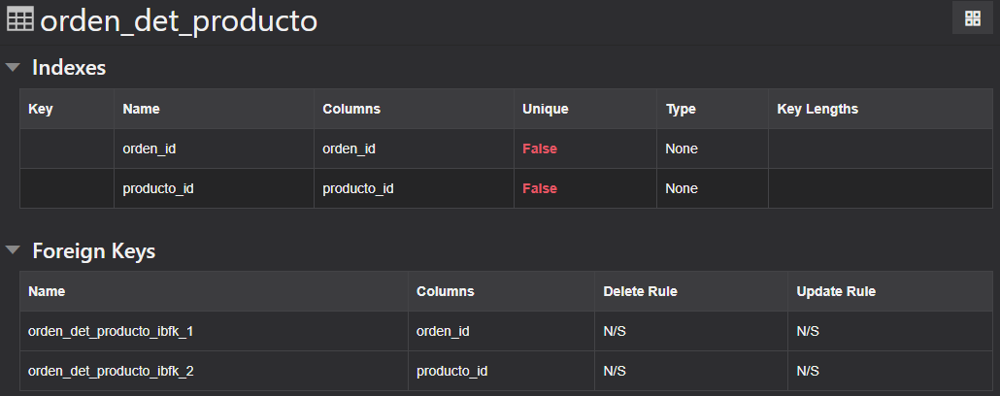 orden_det_producto
Indexes
Key Name Columns Unique Type Key Lengths
orden_id orden_id False None
producto_id producto_id False None
Foreign Keys
Name Columns Delete Rule Update Rule
orden_det_producto_ibfk_1 orden_id N/S N/S
orden_det_producto_ibfk_2 producto_id N/S N/S